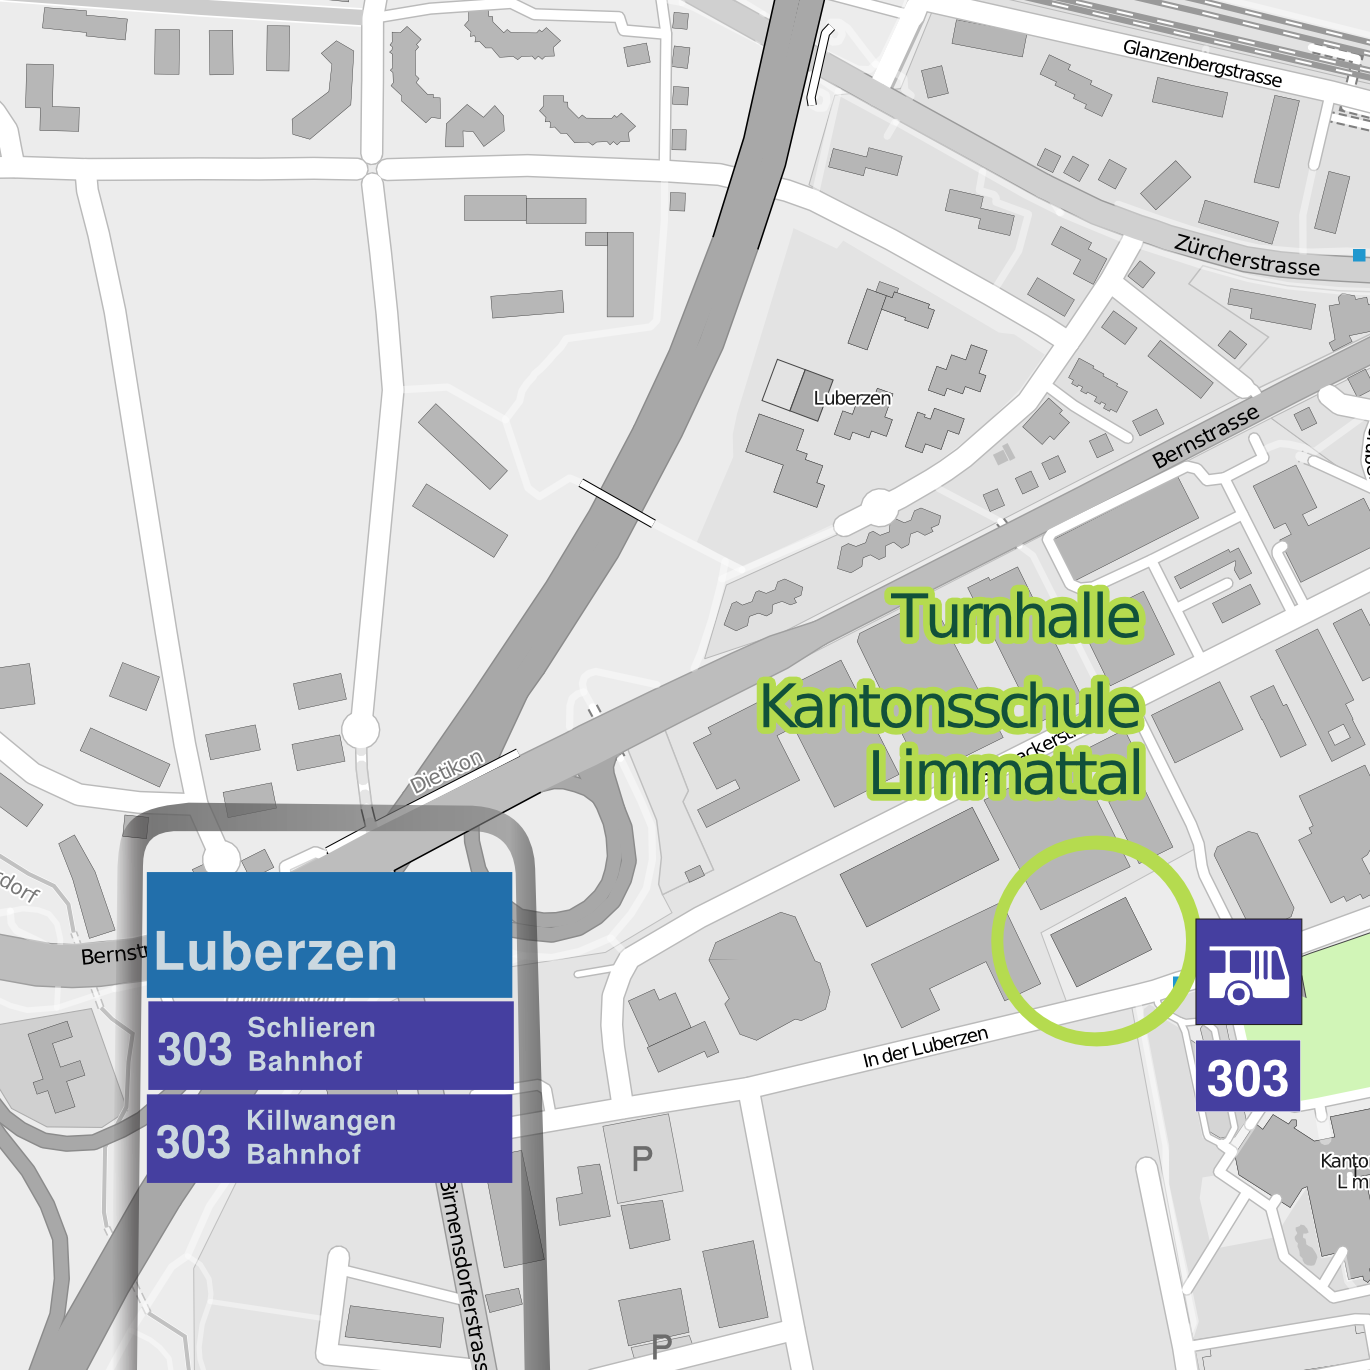 Glanzenbergstrasse
Zürcherstrasse
Luberzen
Bernstrasse
Turnhalle
Kantonsschule
Limmattal
Dietikon
Luberzen
303 Schlieren
Bahnhof
303 Killwangen
Bahnhof
In der Luberzen
303
P
Birmensdorferstrass
P